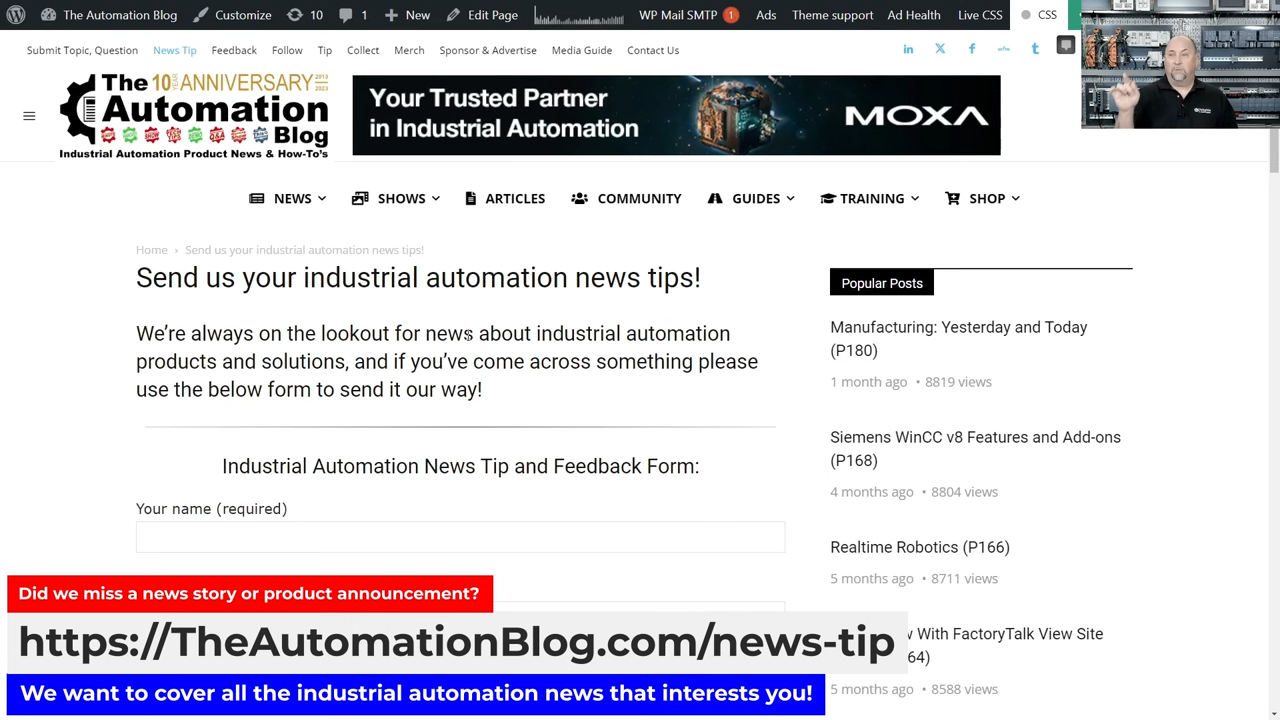 The Automation Blog
Customize
10
1
New
Edit Page
WP Mail SMTP 1
Ads
Theme support
Ad Health
Live CSS
CSS
Submit Topic, Question
News Tip
Feedback
Follow
Tip
Collect
Merch
Sponsor & Advertise
Media Guide
Contact Us
The 10 YEAR ANNIVERSARY 2013 2023
Automation
Blog
Industrial Automation Product News & How-To's
Your Trusted Partner
in Industrial Automation
MOXA
NEWS
SHOWS
ARTICLES
COMMUNITY
GUIDES
TRAINING
SHOP
Home › Send us your industrial automation news tips!
Send us your industrial automation news tips!
We're always on the lookout for news about industrial automation
products and solutions, and if you've come across something please
use the below form to send it our way!
Industrial Automation News Tip and Feedback Form:
Your name (required)
Popular Posts
Manufacturing: Yesterday and Today
(P180)
1 month ago • 8819 views
Siemens WinCC v8 Features and Add-ons
(P168)
4 months ago • 8804 views
Realtime Robotics (P166)
5 months ago • 8711 views
With FactoryTalk View Site
5 months ago • 8588 views
Did we miss a news story or product announcement?
https://TheAutomationBlog.com/news-tip
We want to cover all the industrial automation news that interests you!